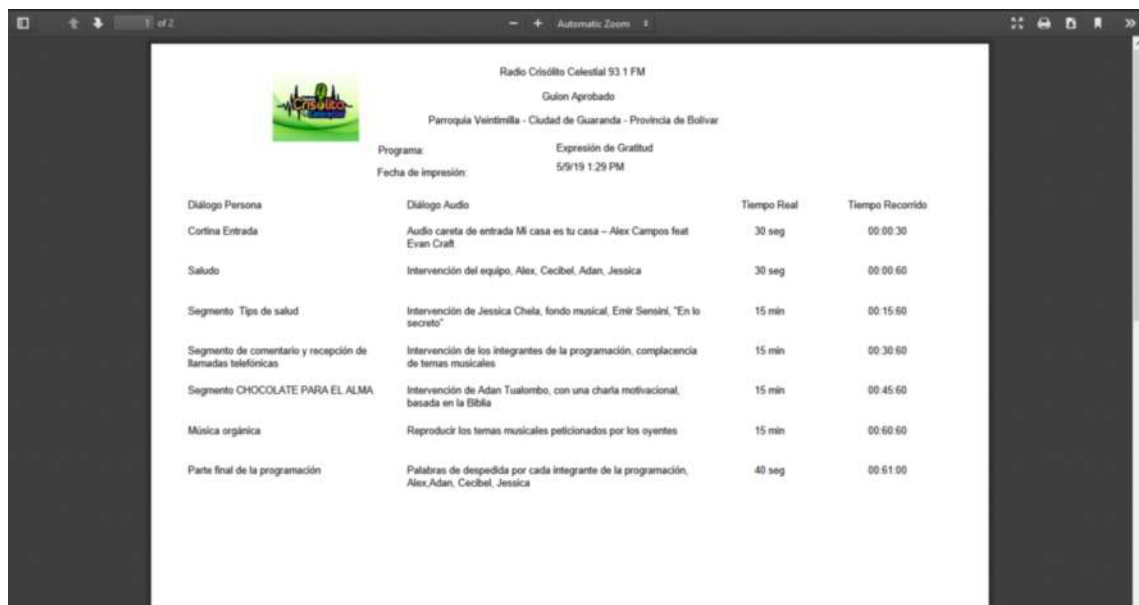 1 of 2
Automatic Zoom
Radio Crisólito Celestial 93.1 FM
Guion Aprobado
Parroquia Veintimilla - Ciudad de Guaranda - Provincia de Bolívar
Crisólito
Programa: Expresión de Gratitud
Fecha de impresión: 5/9/19 1:29 PM
Diálogo Persona Diálogo Audio Tiempo Real Tiempo Recorrido
Cortina Entrada Audio careta de entrada Mi casa es tu casa – Alex Campos feat 30 seg 00:00:30
Evan Craft
Saludo Intervención del equipo, Alex, Cecibel, Adan, Jessica 30 seg 00:00:60
Segmento Tips de salud Intervención de Jessica Chela, fondo musical, Emir Sensini, "En lo 15 min 00:15:60
secreto"
Segmento de comentario y recepción de Intervención de los integrantes de la programación, complacencia 15 min 00:30:60
llamadas telefónicas de temas musicales
Segmento CHOCOLATE PARA EL ALMA Intervención de Adan Tualombo, con una charla motivacional, 15 min 00:45:60
basada en la Biblia
Música orgánica Reproducir los temas musicales peticionados por los oyentes 15 min 00:60:60
Parte final de la programación Palabras de despedida por cada integrante de la programación, 40 seg 00:61:00
Alex,Adan, Cecibel, Jessica